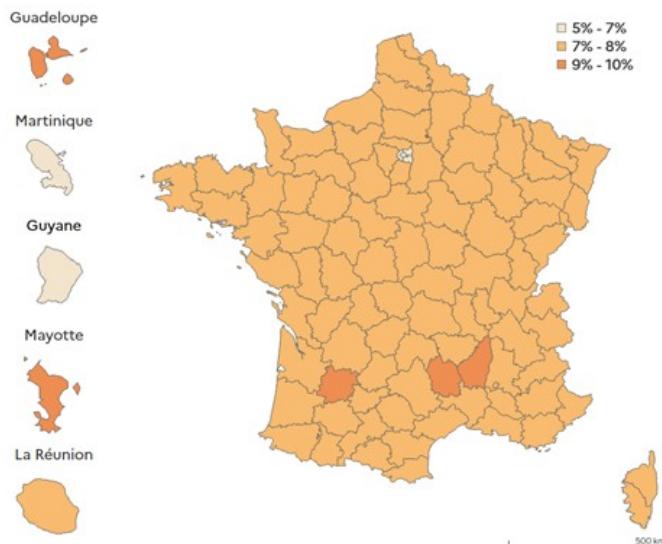 Guadeloupe
5% - 7%
7% - 8%
9% - 10%
Martinique
Guyane
Mayotte
La Réunion
500 km